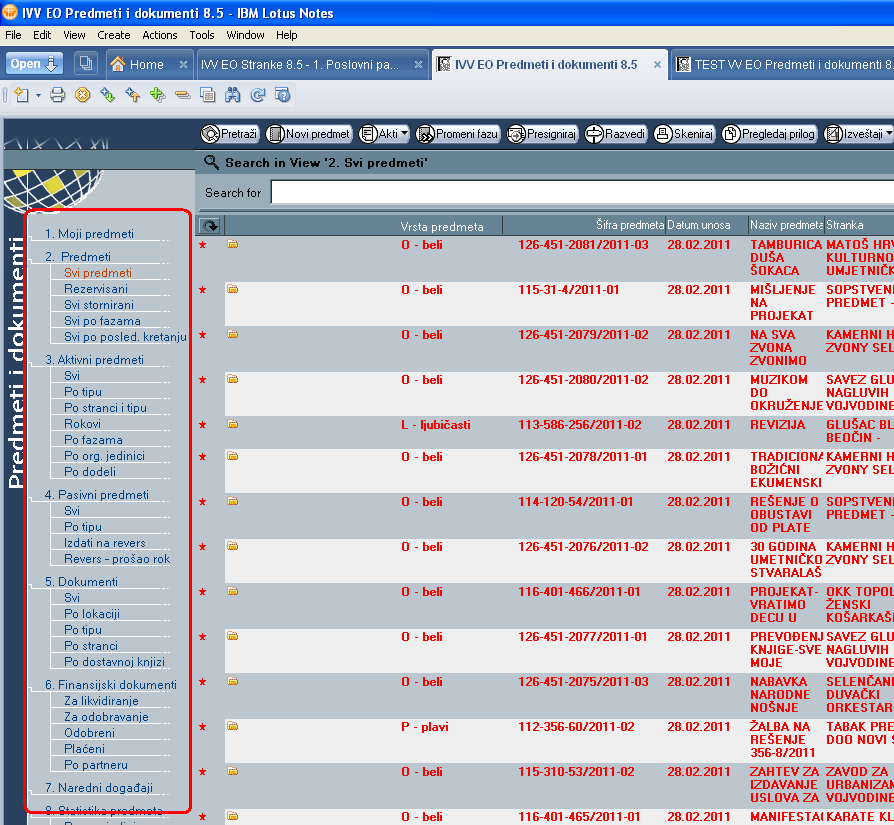 IVV EO Predmeti i dokumenti 8.5 - IBM Lotus Notes
File Edit View Create Actions Tools Window Help
Open Home IVV EO Stranke 8.5 - 1. Poslovni pa... IVV EO Predmeti i dokumenti 8.5 TEST VV EO Predmeti i dokumenti 8.
Pretraži Novi predmet Akti Promeni fazu Presigniraj Razvedi Skeniraj Pregledaj prilog Izveštaji
Search in View '2. Svi predmeti'
Search for
Predmeti i dokumenti
1. Moji predmeti
2. Predmeti
Svi predmeti
Rezervisani
Svi stornirani
Svi po fazama
Svi po posled. kretanju
3. Aktivni predmeti
Svi
Po tipu
Po stranci i tipu
Rokovi
Po fazama
Po org. jedinici
Po dodeli
4. Pasivni predmeti
Svi
Po tipu
Izdati na revers
Revers - prošao rok
5. Dokumenti
Svi
Po lokaciji
Po tipu
Po stranci
Po dostavnoj knjizi
6. Finansijski dokumenti
Za likvidiranje
Za odobravanje
Odobreni
Plaćeni
Po partneru
7. Naredni događaji
8. Statistika predmeta
Vrsta predmeta Šifra predmeta Datum unosa Naziv predmeta Stranka
O - beli 126-451-2081/2011-03 28.02.2011 TAMBURICA MATOŠ HRV
DUŠA KULTURNO
ŠOKACA UMJETNIČK
O - beli 115-31-4/2011-01 28.02.2011 MIŠLJENJE SOPSTVENI
NA PREDMET -
PROJEKAT
O - beli 126-451-2079/2011-02 28.02.2011 NA SVA KAMERNI H
ZVONA ZVONY SEL
ZVONIMO
O - beli 126-451-2080/2011-02 28.02.2011 MUZIKOM SAVEZ GLU
DO NAGLUVIH
OKRUŽENJE VOJVODINE
L - ljubičasti 113-586-256/2011-02 28.02.2011 REVIZIJA GLUŠAC BL
BEOČIN -
O - beli 126-451-2078/2011-01 28.02.2011 TRADICIONA KAMERNI H
BOŽIĆNI ZVONY SEL
EKUMENSKI
O - beli 114-120-54/2011-01 28.02.2011 REŠENJE O SOPSTVENI
OBUSTAVI PREDMET -
OD PLATE
O - beli 126-451-2076/2011-02 28.02.2011 30 GODINA KAMERNI H
UMETNIČKO ZVONY SEL
STVARALAŠ
O - beli 116-401-466/2011-01 28.02.2011 PROJEKAT- OKK TOPOL
VRATIMO ŽENSKI
DECU U KOŠARKAŠ
O - beli 126-451-2077/2011-01 28.02.2011 PREVOĐENJ SAVEZ GLU
KNJIGE-SVE NAGLUVIH
MOJE VOJVODINE
O - beli 126-451-2075/2011-03 28.02.2011 NABAVKA SELENČANI
NARODNE DUVAČKI
NOŠNJE ORKESTAR
P - plavi 112-356-60/2011-02 28.02.2011 ŽALBA NA TABAK PRE
REŠENJE DOO NOVI S
356-8/2011
O - beli 115-310-53/2011-02 28.02.2011 ZAHTEV ZA ZAVOD ZA
IZDAVANJE URBANIZAM
USLOVA ZA VOJVODINE
O - beli 116-401-465/2011-01 28.02.2011 MANIFESTA KARATE KL